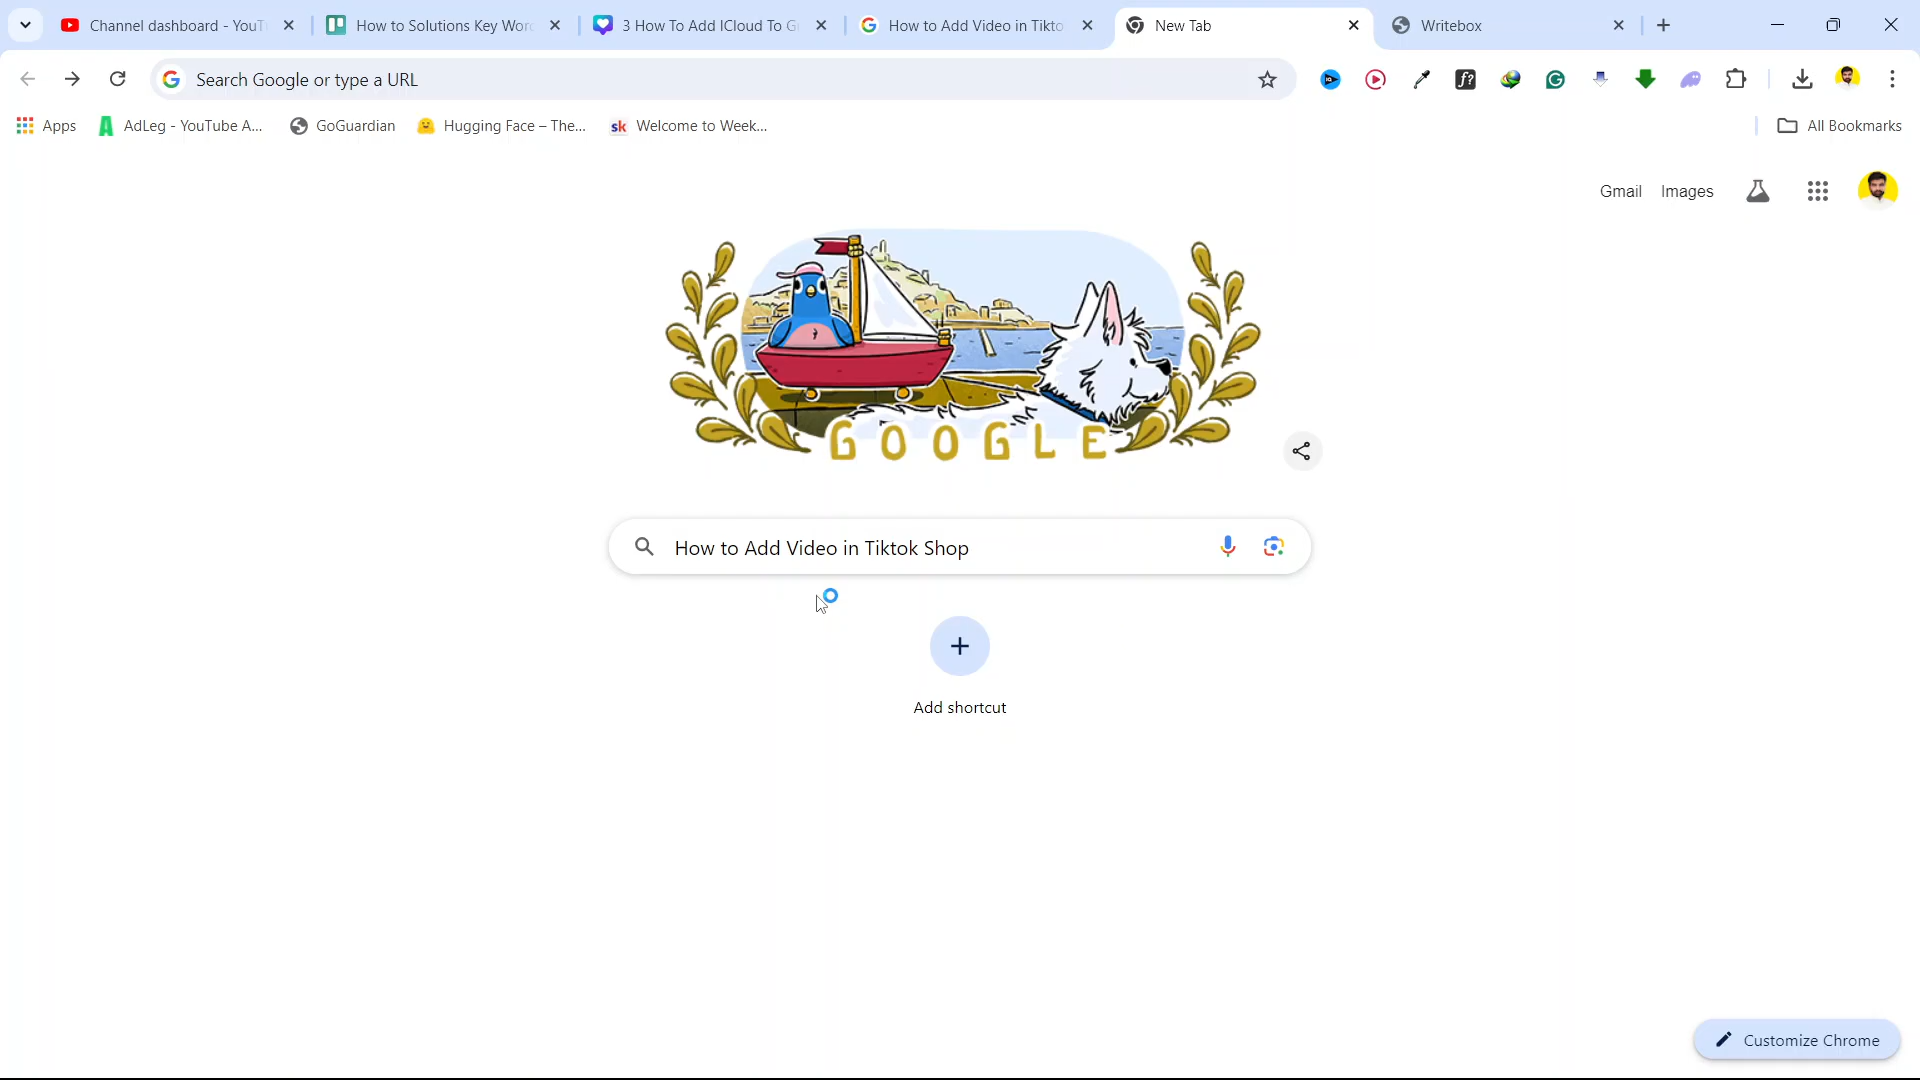 Channel dashboard - YouT
How to Solutions Key Wor
3 How To Add ICloud To G
How to Add Video in Tikto
New Tab
Writebox
Search Google or type a URL
Apps
AdLeg - YouTube A...
GoGuardian
Hugging Face – The...
sk Welcome to Week...
All Bookmarks
Gmail
Images
GOOGLE
How to Add Video in Tiktok Shop
Add shortcut
Customize Chrome